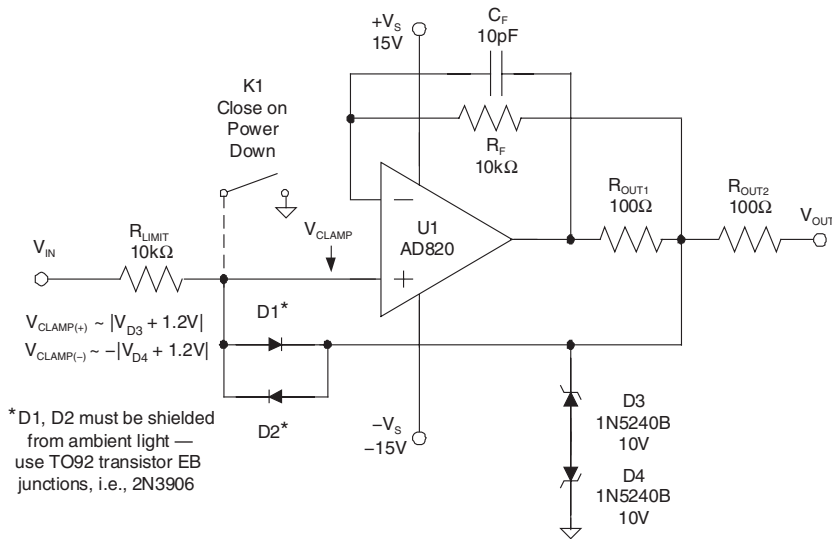 +V_S
15V
C_F
10pF
K1
Close on
Power
Down
R_F
10kΩ
R_LIMIT
10kΩ
V_IN
V_CLAMP
−
+
U1
AD820
R_OUT1
100Ω
R_OUT2
100Ω
V_OUT
V_CLAMP(+) ~ |V_D3 + 1.2V|
V_CLAMP(−) ~ −|V_D4 + 1.2V|
D1*
D2*
*D1, D2 must be shielded
from ambient light —
use TO92 transistor EB
junctions, i.e., 2N3906
−V_S
−15V
D3
1N5240B
10V
D4
1N5240B
10V